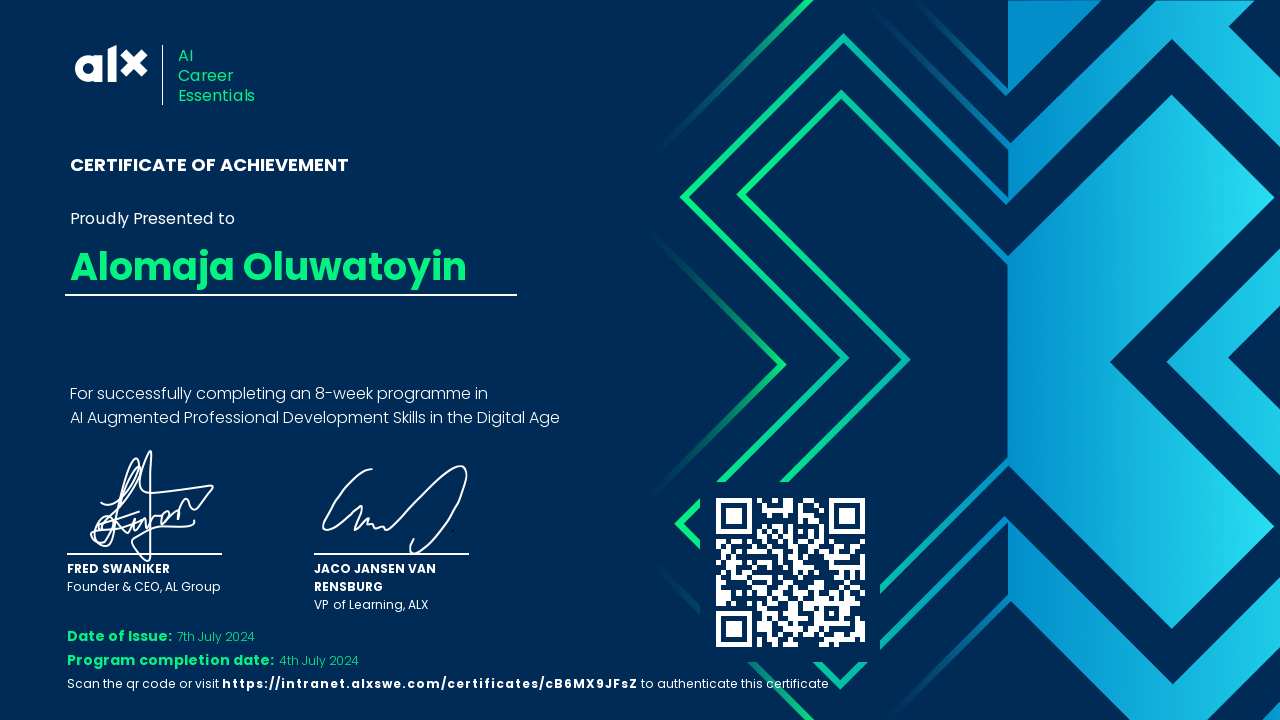 alx
AI
Career
Essentials
CERTIFICATE OF ACHIEVEMENT
Proudly Presented to
Alomaja Oluwatoyin
For successfully completing an 8-week programme in
AI Augmented Professional Development Skills in the Digital Age
FRED SWANIKER
Founder & CEO, AL Group
JACO JANSEN VAN
RENSBURG
VP of Learning, ALX
Date of Issue: 7th July 2024
Program completion date: 4th July 2024
Scan the qr code or visit https://intranet.alxswe.com/certificates/cB6MX9JFsZ to authenticate this certificate